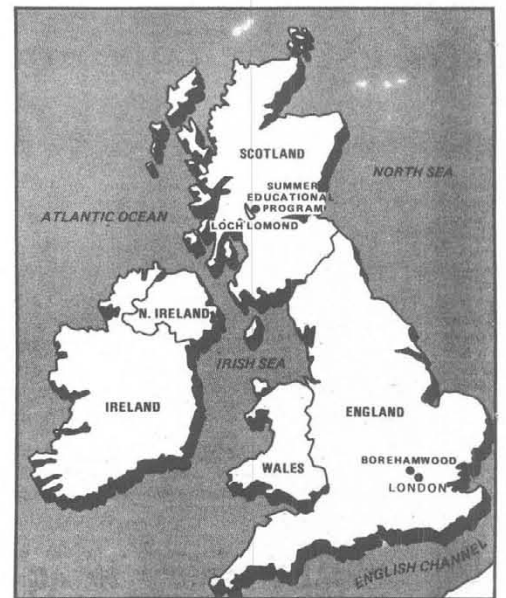 SCOTLAND
NORTH SEA
SUMMER
EDUCATIONAL
PROGRAM
ATLANTIC OCEAN
LOCH LOMOND
N. IRELAND
IRISH SEA
IRELAND
ENGLAND
WALES
BOREHAMWOOD
LONDON
ENGLISH CHANNEL